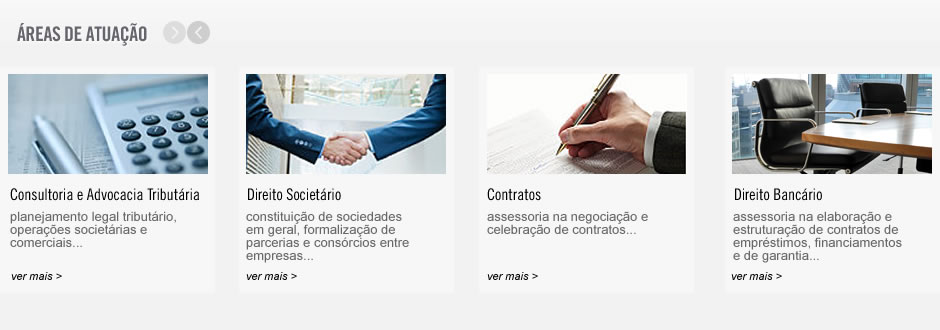 ÁREAS DE ATUAÇÃO
Consultoria e Advocacia Tributária
planejamento legal tributário,
operações societárias e
comerciais...
ver mais >
Direito Societário
constituição de sociedades
em geral, formalização de
parcerias e consórcios entre
empresas...
ver mais >
Contratos
assessoria na negociação e
celebração de contratos...
ver mais >
Direito Bancário
assessoria na elaboração e
estruturação de contratos de
empréstimos, financiamentos
e de garantia...
ver mais >